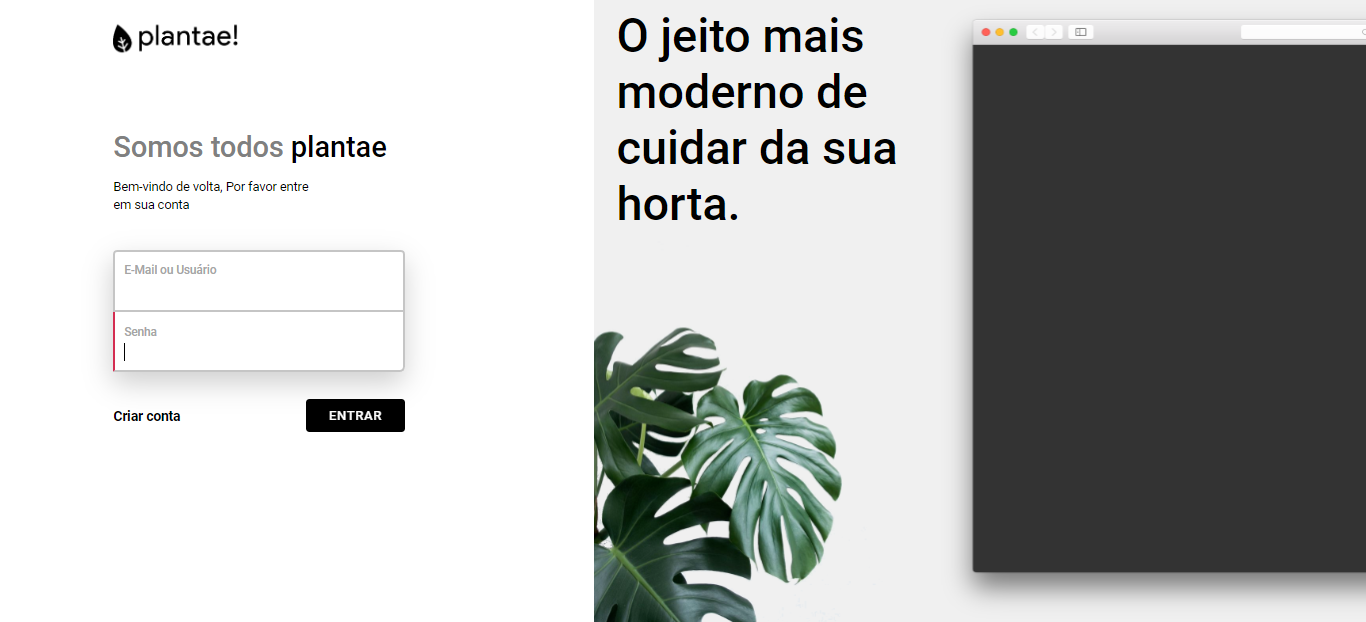 plantae!
Somos todos plantae
Bem-vindo de volta, Por favor entre
em sua conta
E-Mail ou Usuário
Senha
Criar conta
ENTRAR
O jeito mais
moderno de
cuidar da sua
horta.